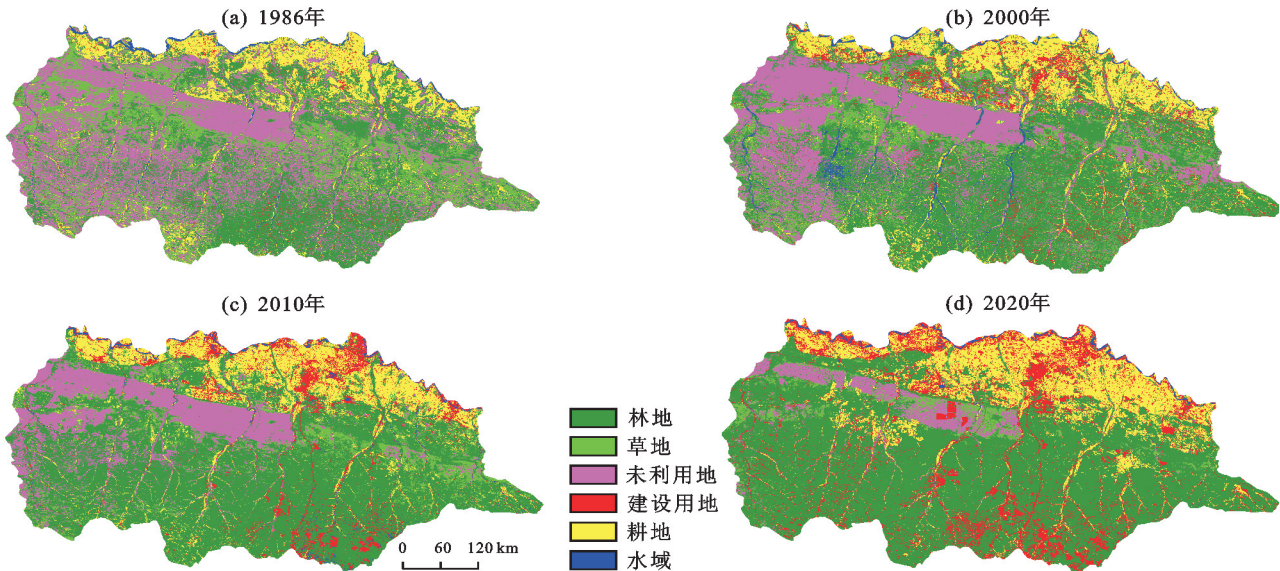 (a) 1986年
(b) 2000年
(c) 2010年
(d) 2020年
林地
草地
未利用地
建设用地
耕地
水域
0 60 120 km